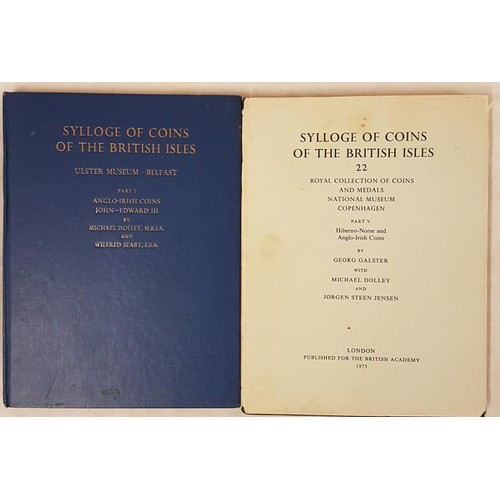 SYLLOGE OF COINS
OF THE BRITISH ISLES
ULSTER MUSEUM · BELFAST
PART I
ANGLO-IRISH COINS
JOHN—EDWARD III
BY
MICHAEL DOLLEY, M.R.I.A.
AND
WILFRED SEABY, F.S.A.
SYLLOGE OF COINS
OF THE BRITISH ISLES
22
ROYAL COLLECTION OF COINS
AND MEDALS
NATIONAL MUSEUM
COPENHAGEN
PART V
Hiberno-Norse and
Anglo-Irish Coins
BY
GEORG GALSTER
WITH
MICHAEL DOLLEY
AND
JØRGEN STEEN JENSEN
LONDON
PUBLISHED FOR THE BRITISH ACADEMY
1975